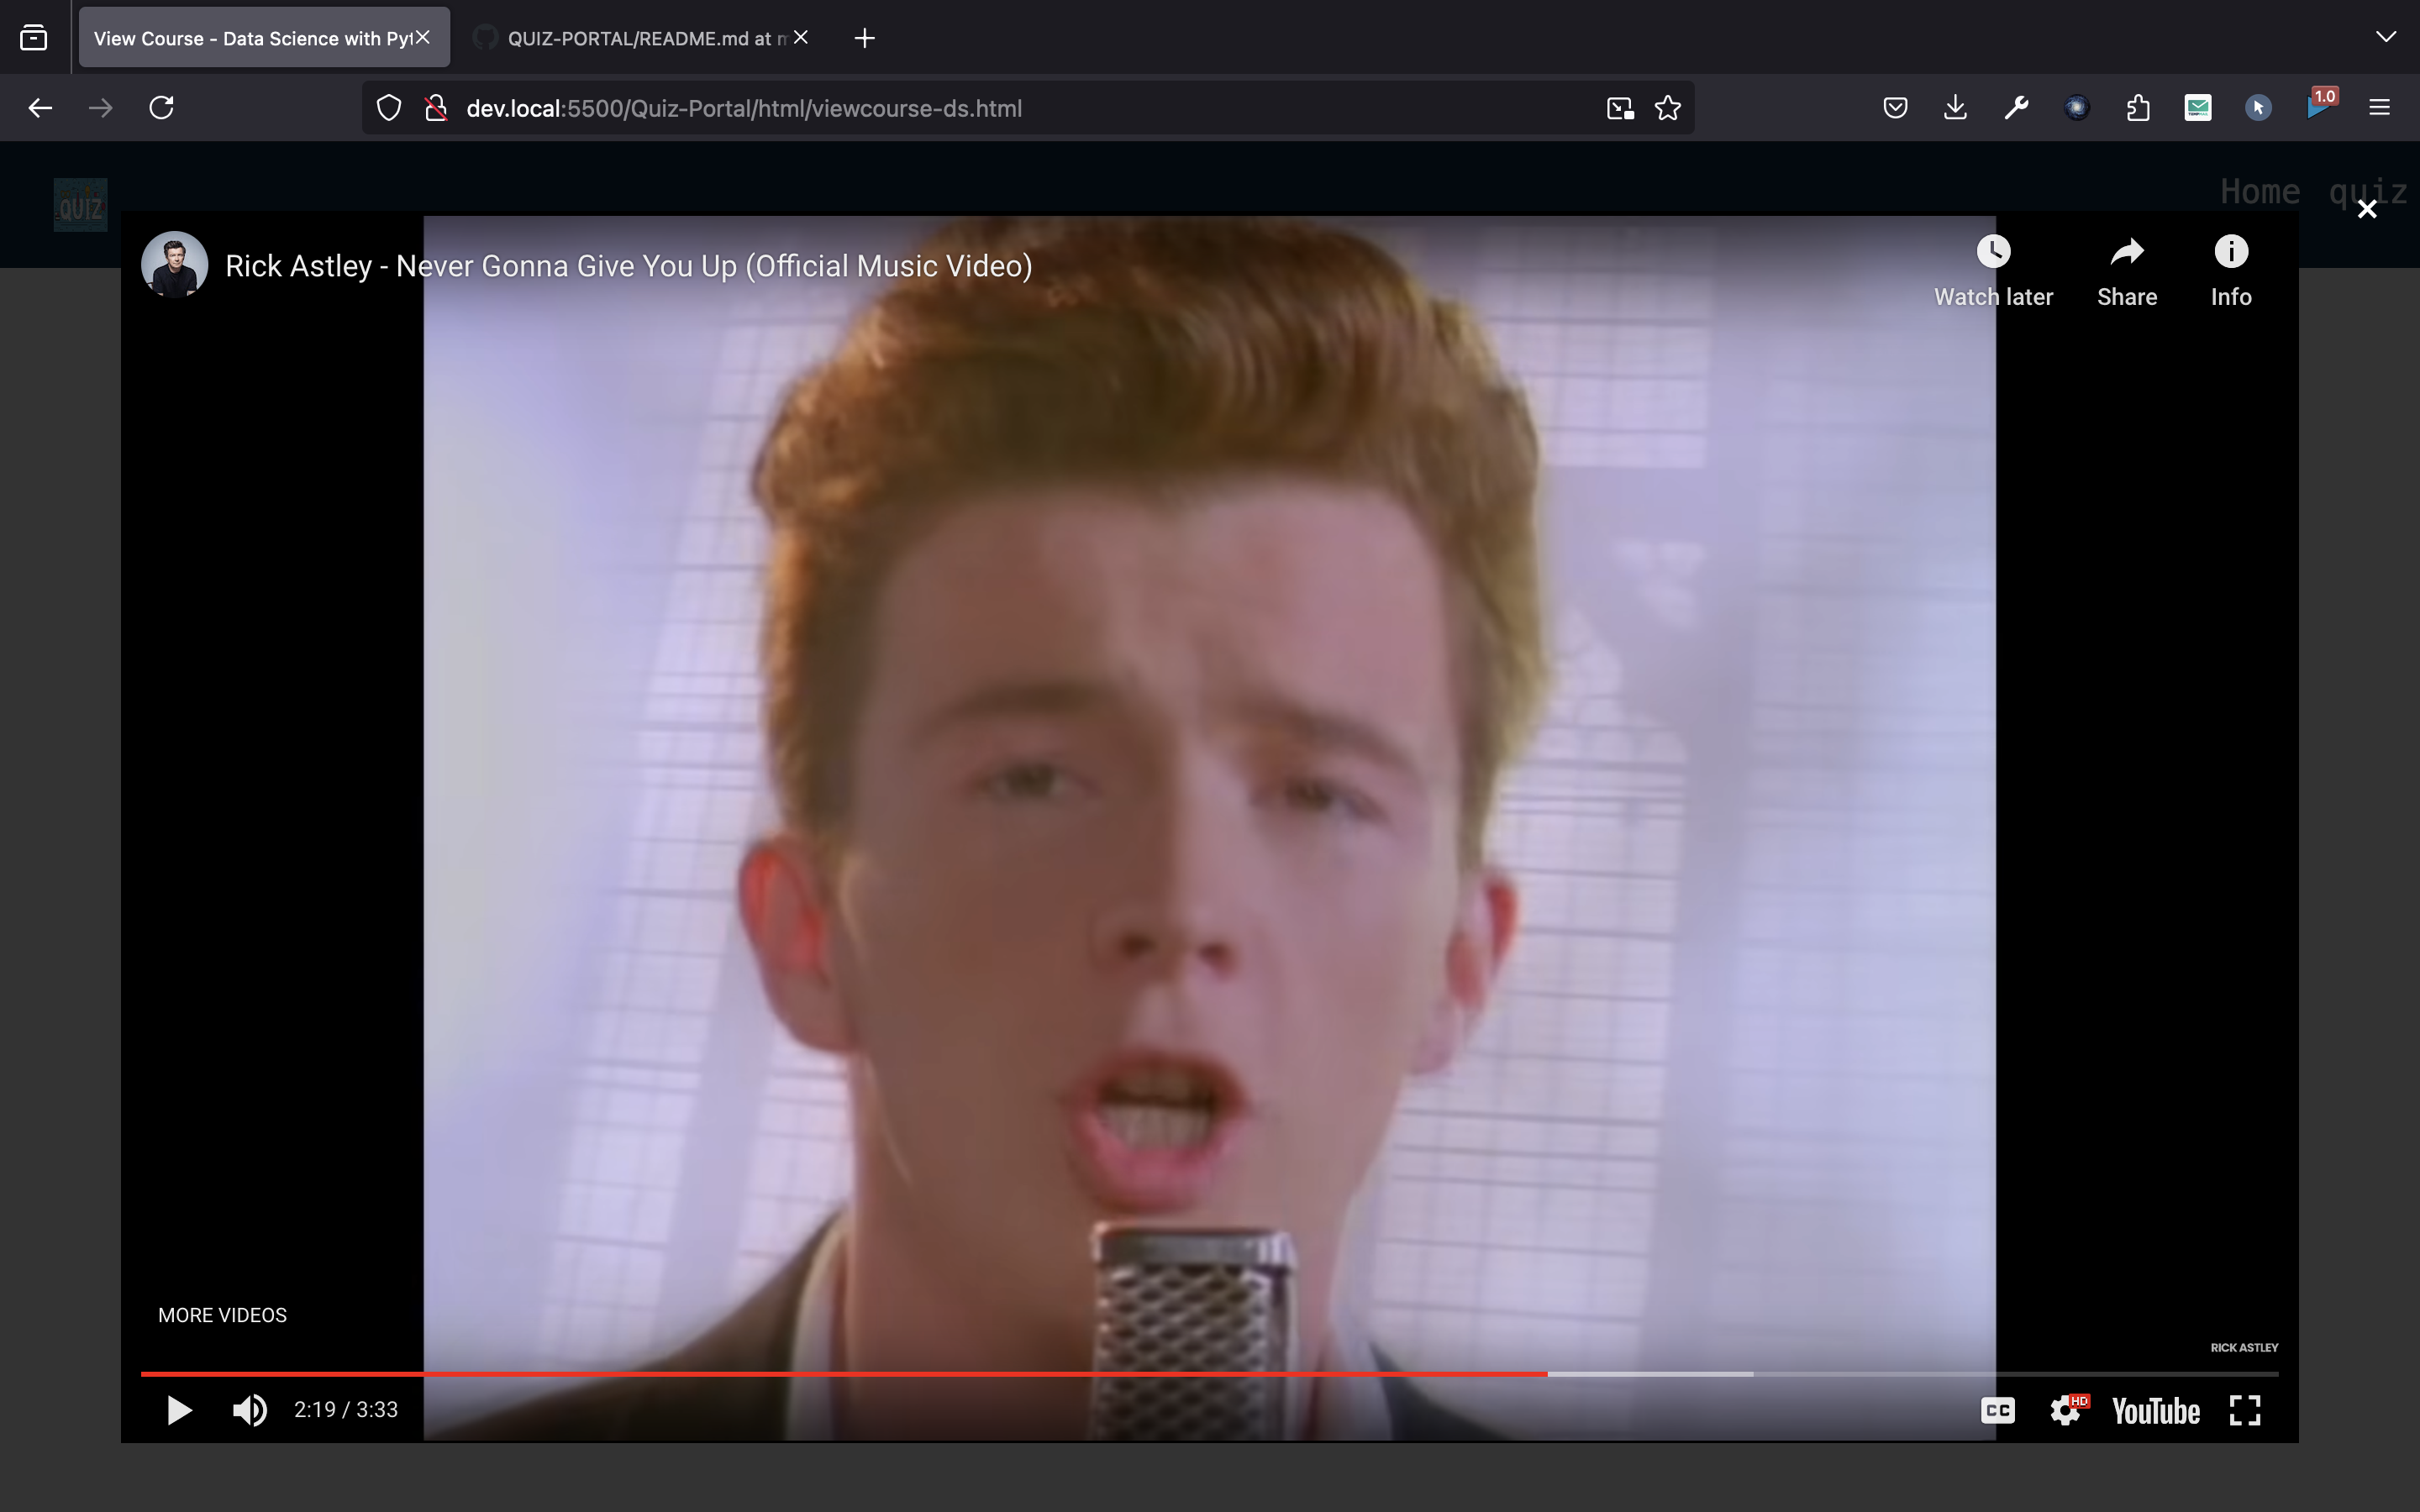 View Course - Data Science with Pyt
QUIZ-PORTAL/README.md at m
dev.local:5500/Quiz-Portal/html/viewcourse-ds.html
1.0
QUIZ
Home quiz
Rick Astley - Never Gonna Give You Up (Official Music Video)
Watch later
Share
Info
MORE VIDEOS
RICK ASTLEY
2:19 / 3:33
CC
HD
YouTube